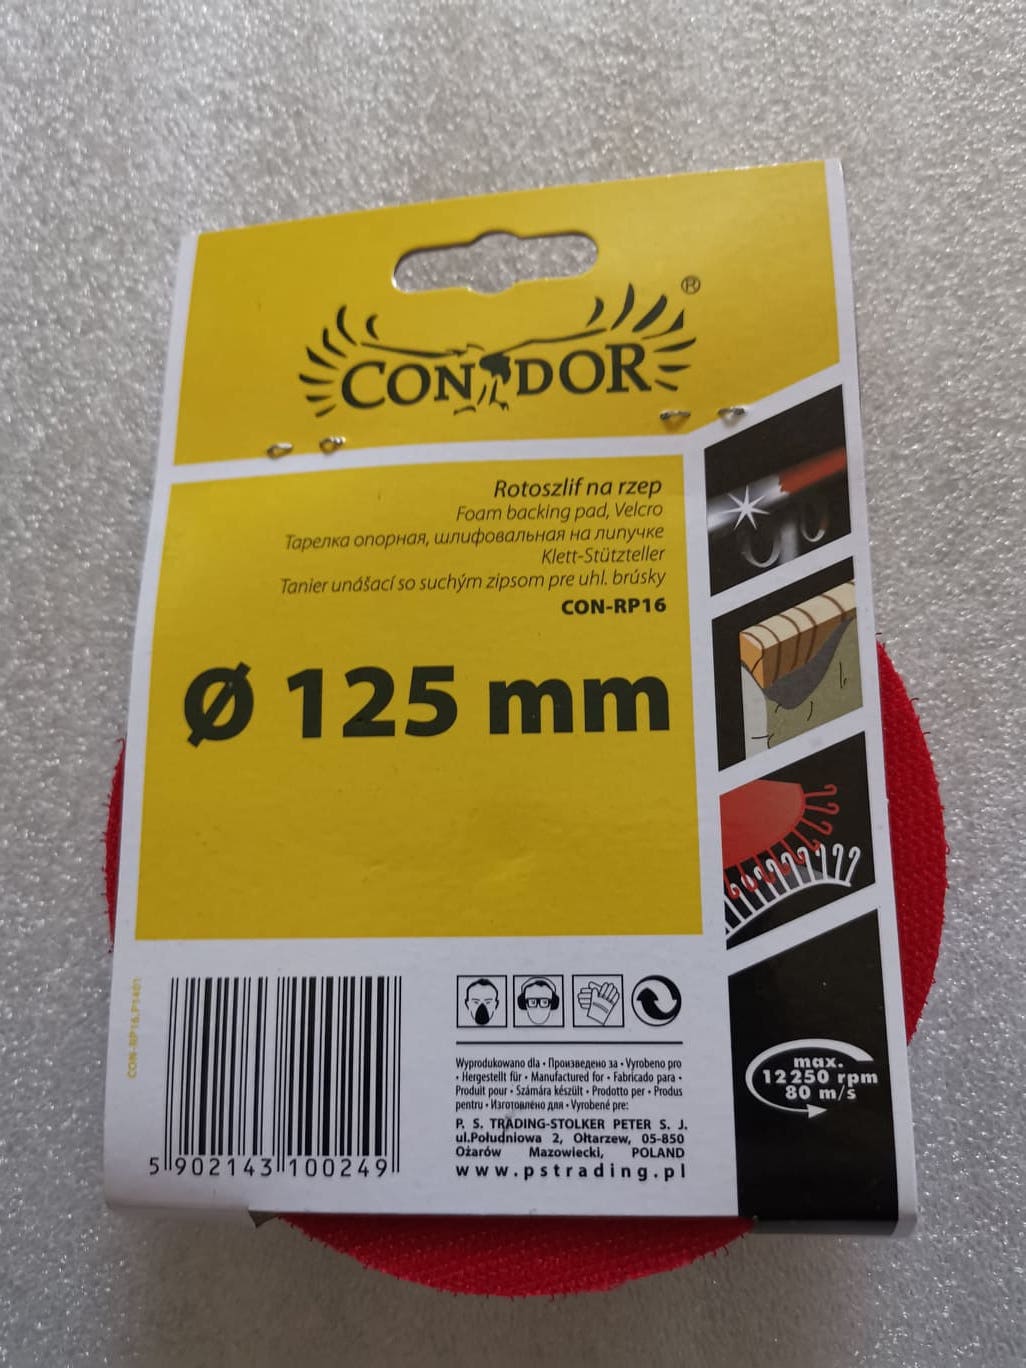 CONDOR®
Rotoszlif na rzep
Foam backing pad, Velcro
Тарелка опорная, шлифовальная на липучке
Klett-Stützteller
Tanier unášací so suchým zipsom pre uhl. brúsky
CON-RP16
Ø 125 mm
CON-RP16.P1401
5 902143 100249
Wyprodukowano dla • Произведено за • Vyrobeno pro
• Hergestellt für • Manufactured for • Fabricado para •
Produit pour • Számára készült • Prodotto per • Produs
pentru • Изготовлено для • Vyrobené pre:
P. S. TRADING-STOLKER PETER S. J.
ul.Południowa 2, Ołtarzew, 05-850
Ożarów Mazowiecki, POLAND
www.pstrading.pl
max.
12250 rpm
80 m/s